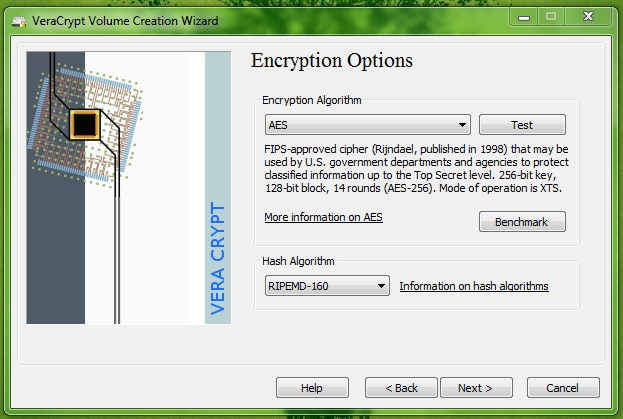 VeraCrypt Volume Creation Wizard
Encryption Options
Encryption Algorithm
AES
Test
FIPS-approved cipher (Rijndael, published in 1998) that may be
used by U.S. government departments and agencies to protect
classified information up to the Top Secret level. 256-bit key,
128-bit block, 14 rounds (AES-256). Mode of operation is XTS.
More information on AES
Benchmark
Hash Algorithm
RIPEMD-160
Information on hash algorithms
VERA CRYPT
Help
< Back
Next >
Cancel